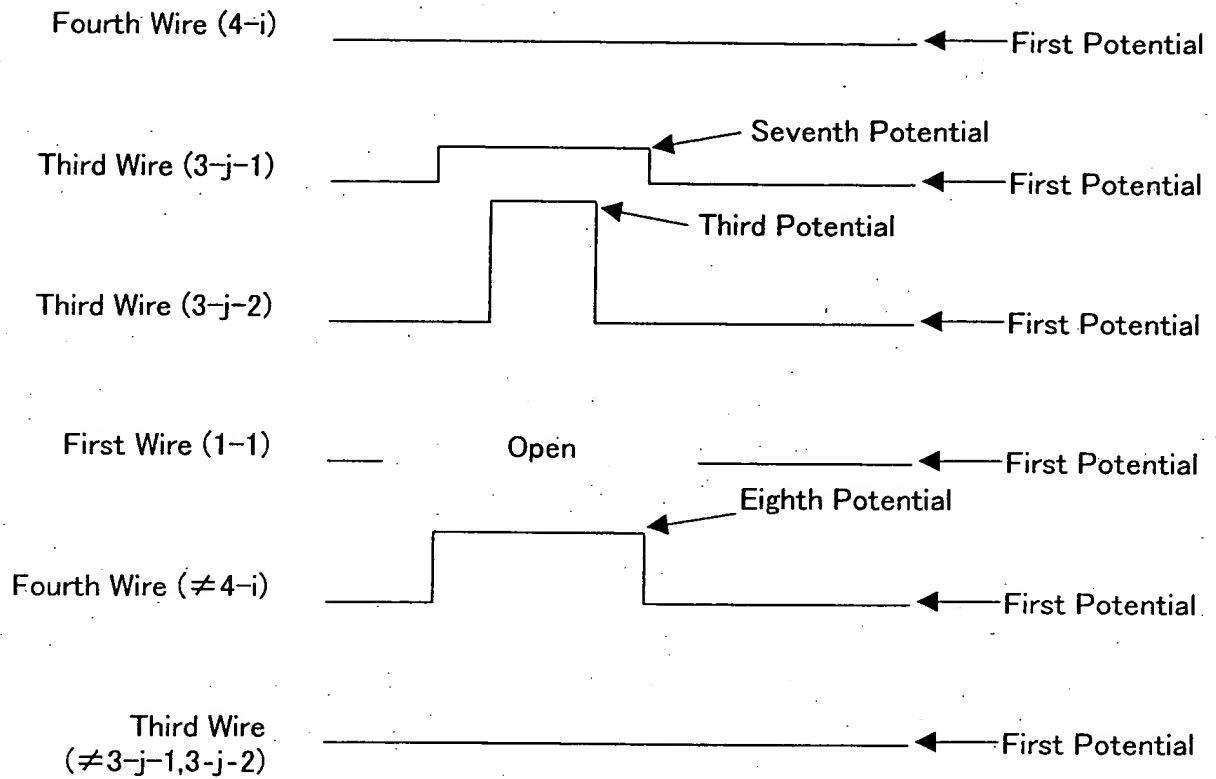 Fourth Wire (4-i)
First Potential
Seventh Potential
Third Wire (3-j-1)
First Potential
Third Potential
Third Wire (3-j-2)
First Potential
First Wire (1-1)
Open
First Potential
Eighth Potential
Fourth Wire (≠4-i)
First Potential
Third Wire
(≠3-j-1,3-j-2)
First Potential